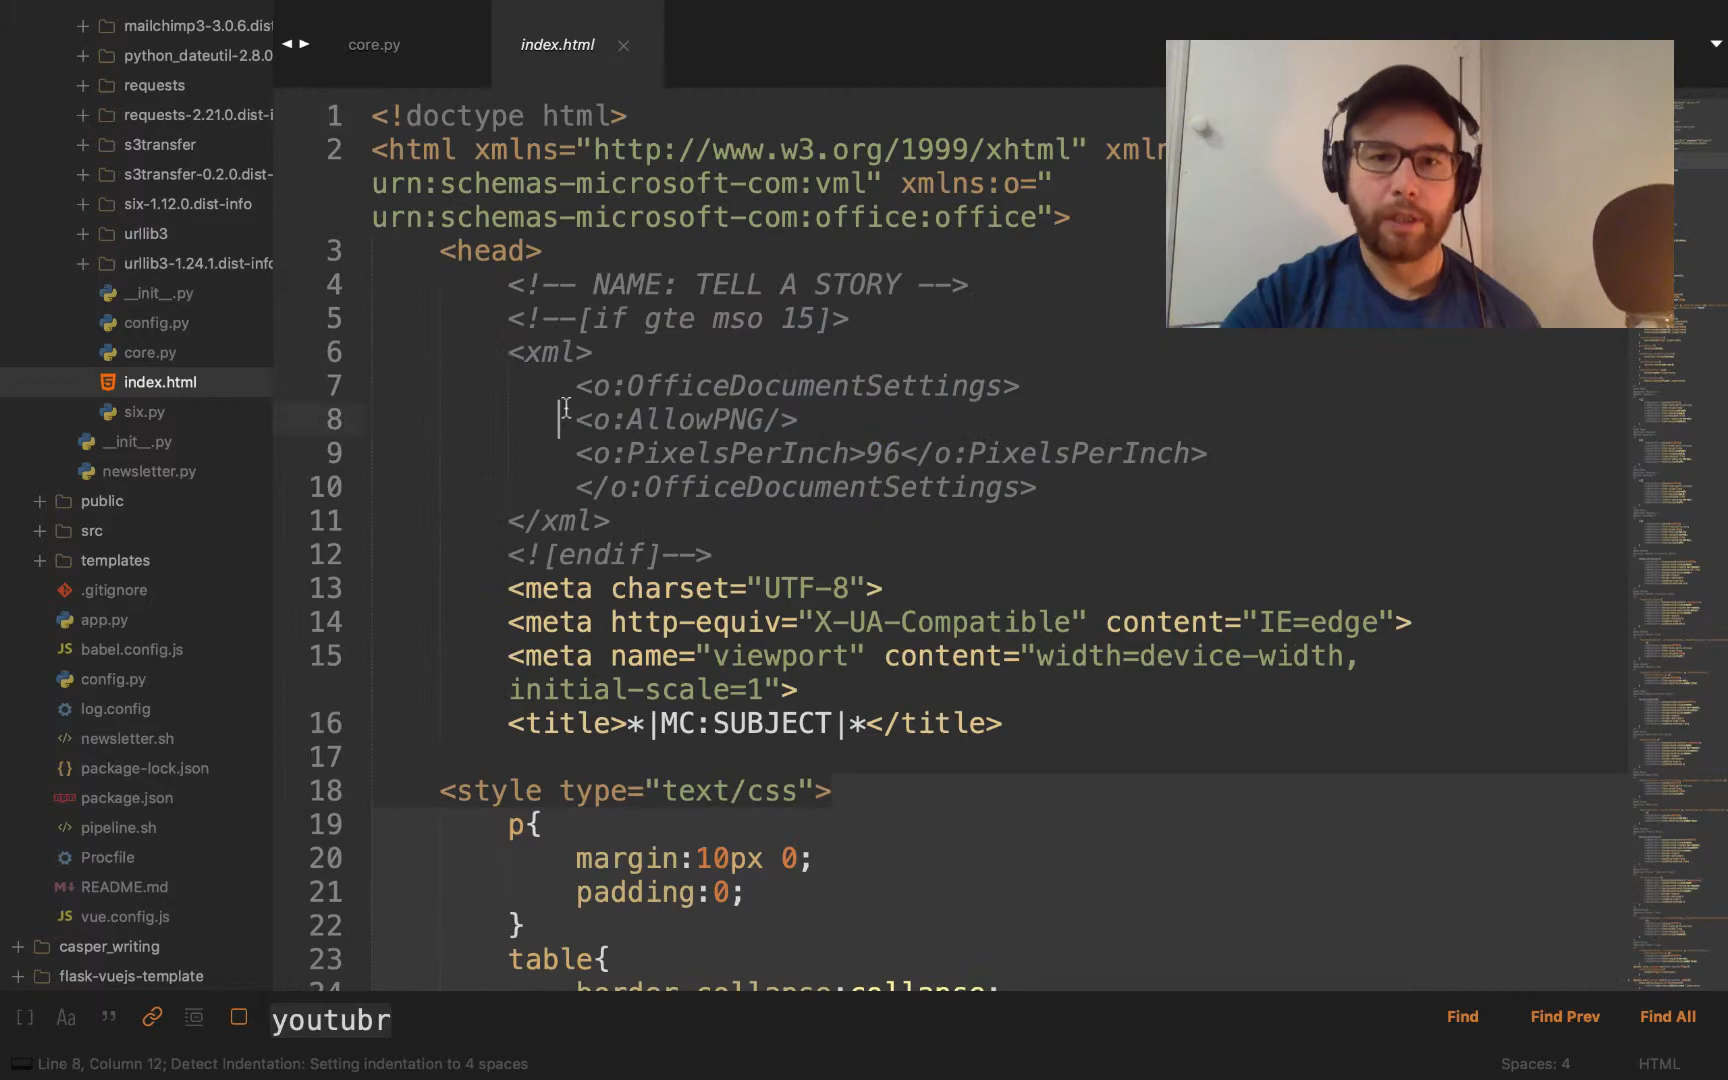 mailchimp3-3.0.6.dist
python_dateutil-2.8.0
requests
requests-2.21.0.dist-i
s3transfer
s3transfer-0.2.0.dist-
six-1.12.0.dist-info
urllib3
urllib3-1.24.1.dist-info
__init__.py
config.py
core.py
index.html
six.py
__init__.py
newsletter.py
public
src
templates
.gitignore
app.py
babel.config.js
config.py
log.config
newsletter.sh
package-lock.json
package.json
pipeline.sh
Procfile
README.md
vue.config.js
casper_writing
flask-vuejs-template
core.py
index.html ×
1 <!doctype html>
2 <html xmlns="http://www.w3.org/1999/xhtml" xmln
urn:schemas-microsoft-com:vml" xmlns:o="
urn:schemas-microsoft-com:office:office">
3 <head>
4 <!-- NAME: TELL A STORY -->
5 <!--[if gte mso 15]>
6 <xml>
7 <o:OfficeDocumentSettings>
8 <o:AllowPNG/>
9 <o:PixelsPerInch>96</o:PixelsPerInch>
10 </o:OfficeDocumentSettings>
11 </xml>
12 <![endif]-->
13 <meta charset="UTF-8">
14 <meta http-equiv="X-UA-Compatible" content="IE=edge">
15 <meta name="viewport" content="width=device-width,
initial-scale=1">
16 <title>*|MC:SUBJECT|*</title>
17
18 <style type="text/css">
19 p{
20 margin:10px 0;
21 padding:0;
22 }
23 table{
24 border-collapse:collapse;
youtubr
Find Find Prev Find All
Line 8, Column 12; Detect Indentation: Setting indentation to 4 spaces
Spaces: 4 HTML